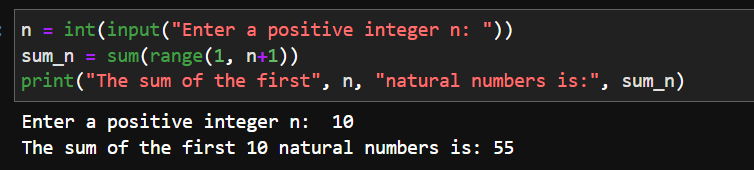 n = int(input("Enter a positive integer n: "))
sum_n = sum(range(1, n+1))
print("The sum of the first", n, "natural numbers is:", sum_n)
Enter a positive integer n:  10
The sum of the first 10 natural numbers is: 55